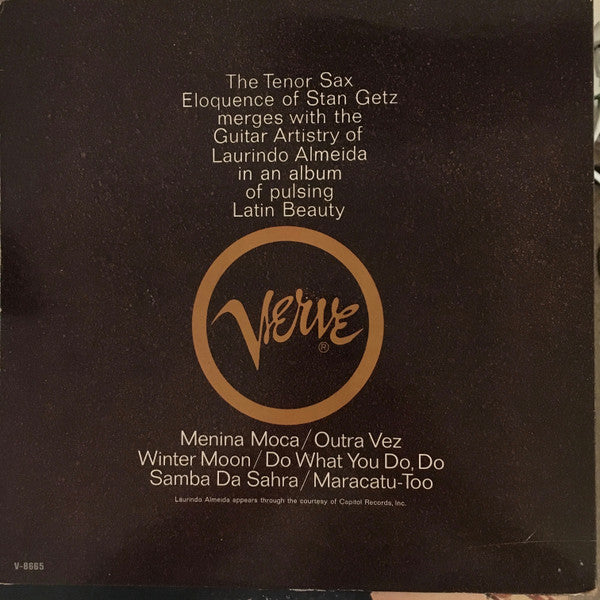 The Tenor Sax
Eloquence of Stan Getz
merges with the
Guitar Artistry of
Laurindo Almeida
in an album
of pulsing
Latin Beauty
Verve
®
Menina Moca/Outra Vez
Winter Moon/Do What You Do, Do
Samba Da Sahra/Maracatu-Too
Laurindo Almeida appears through the courtesy of Capitol Records, Inc.
V-8665